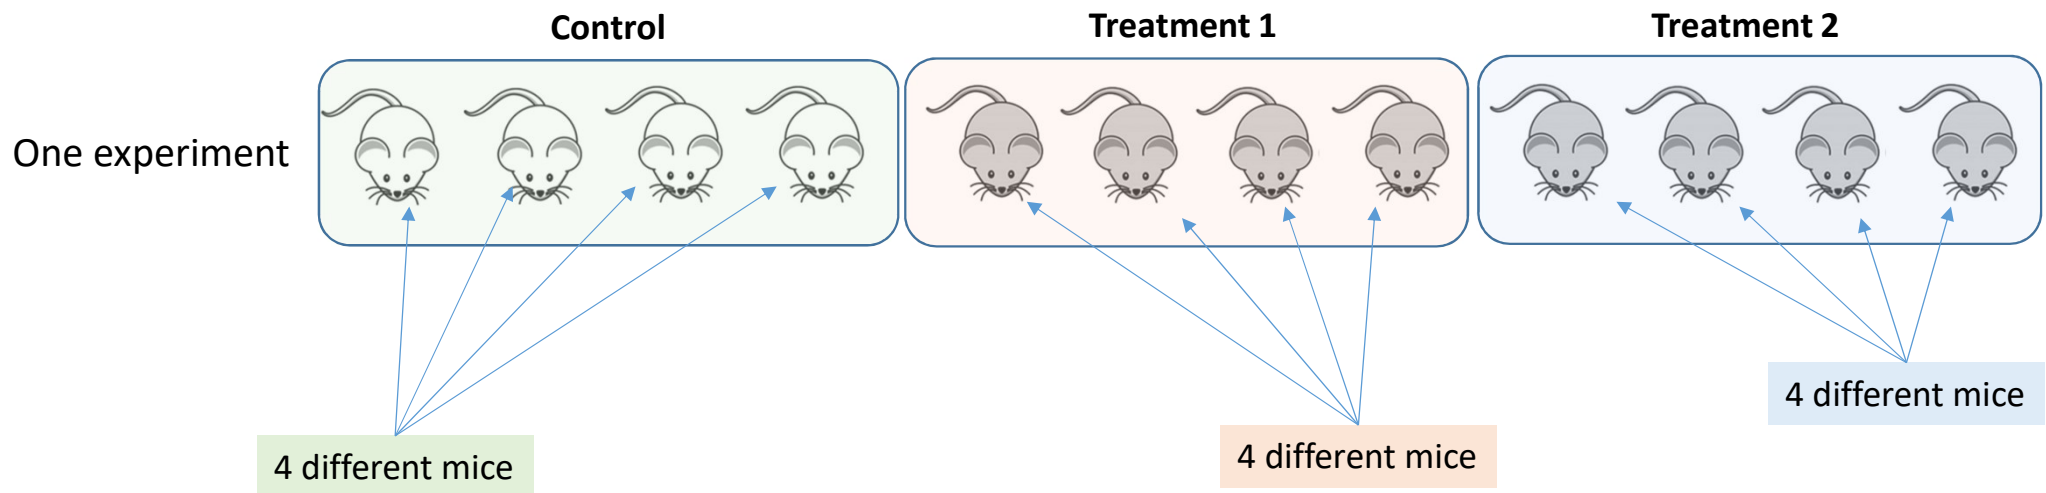 Control
Treatment 1
Treatment 2
One experiment
4 different mice
4 different mice
4 different mice